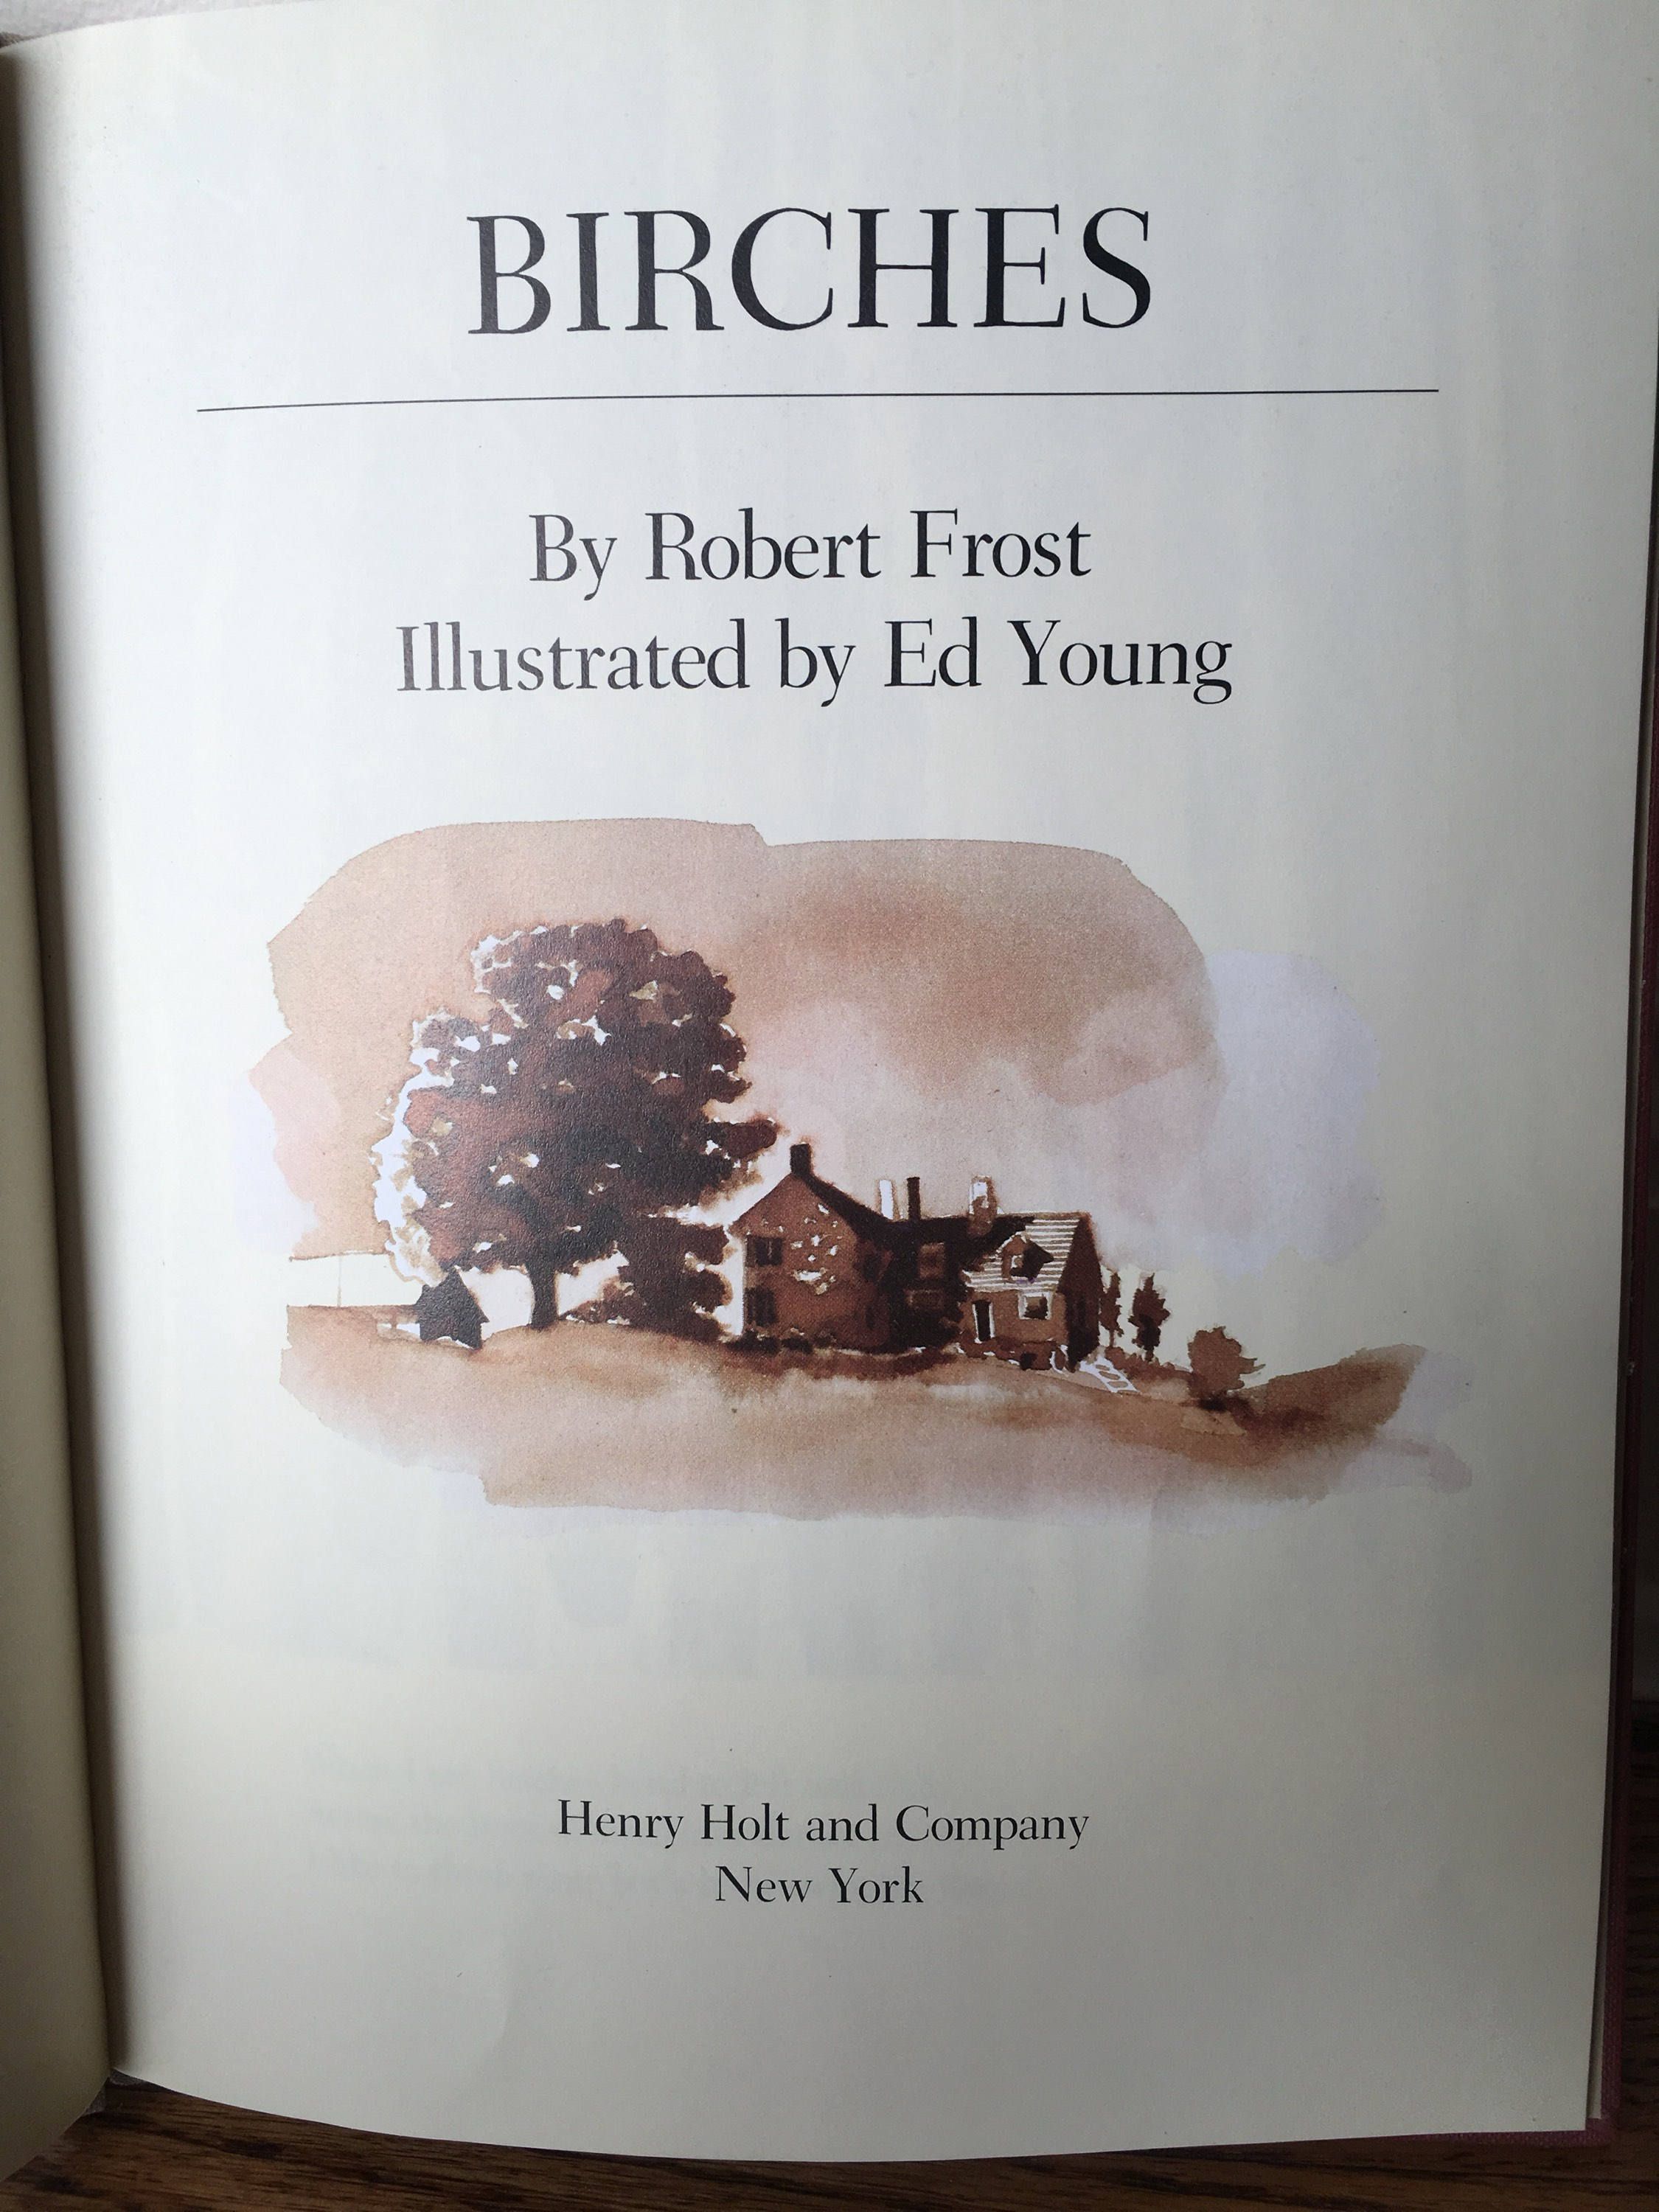 BIRCHES
By Robert Frost
Illustrated by Ed Young
Henry Holt and Company
New York